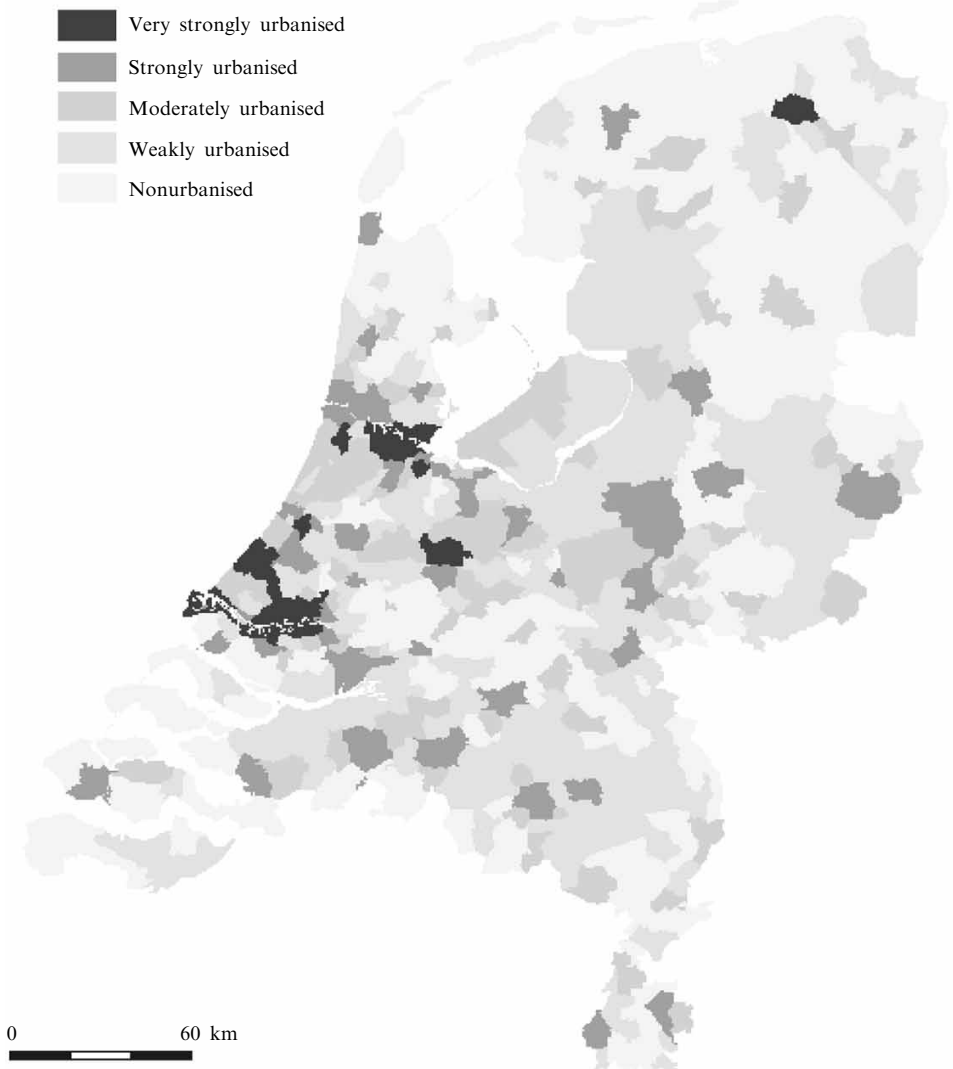 Very strongly urbanised
Strongly urbanised
Moderately urbanised
Weakly urbanised
Nonurbanised
0 60 km